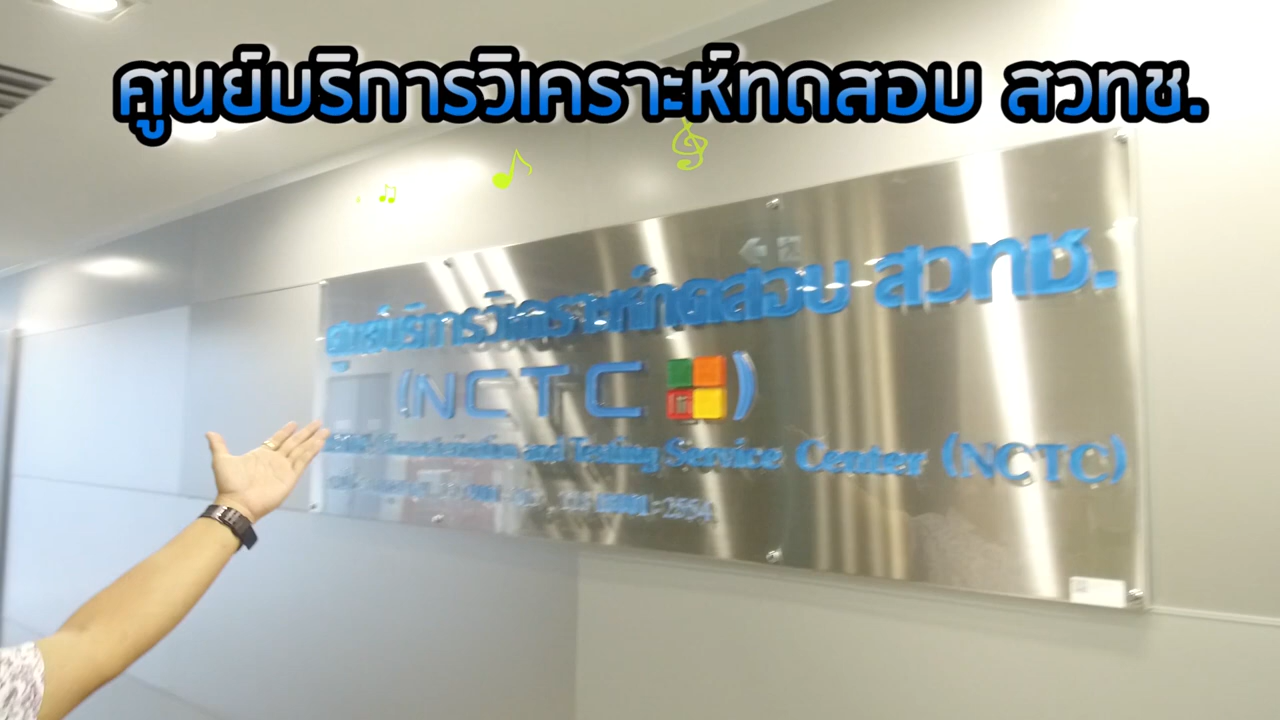 ศูนย์บริการวิเคราะห์ทดสอบ สวทช.
ศูนย์บริการวิเคราะห์ทดสอบ สวทช.
(NCTC)
Characterization and Testing Service Center (NCTC)
18001:2554